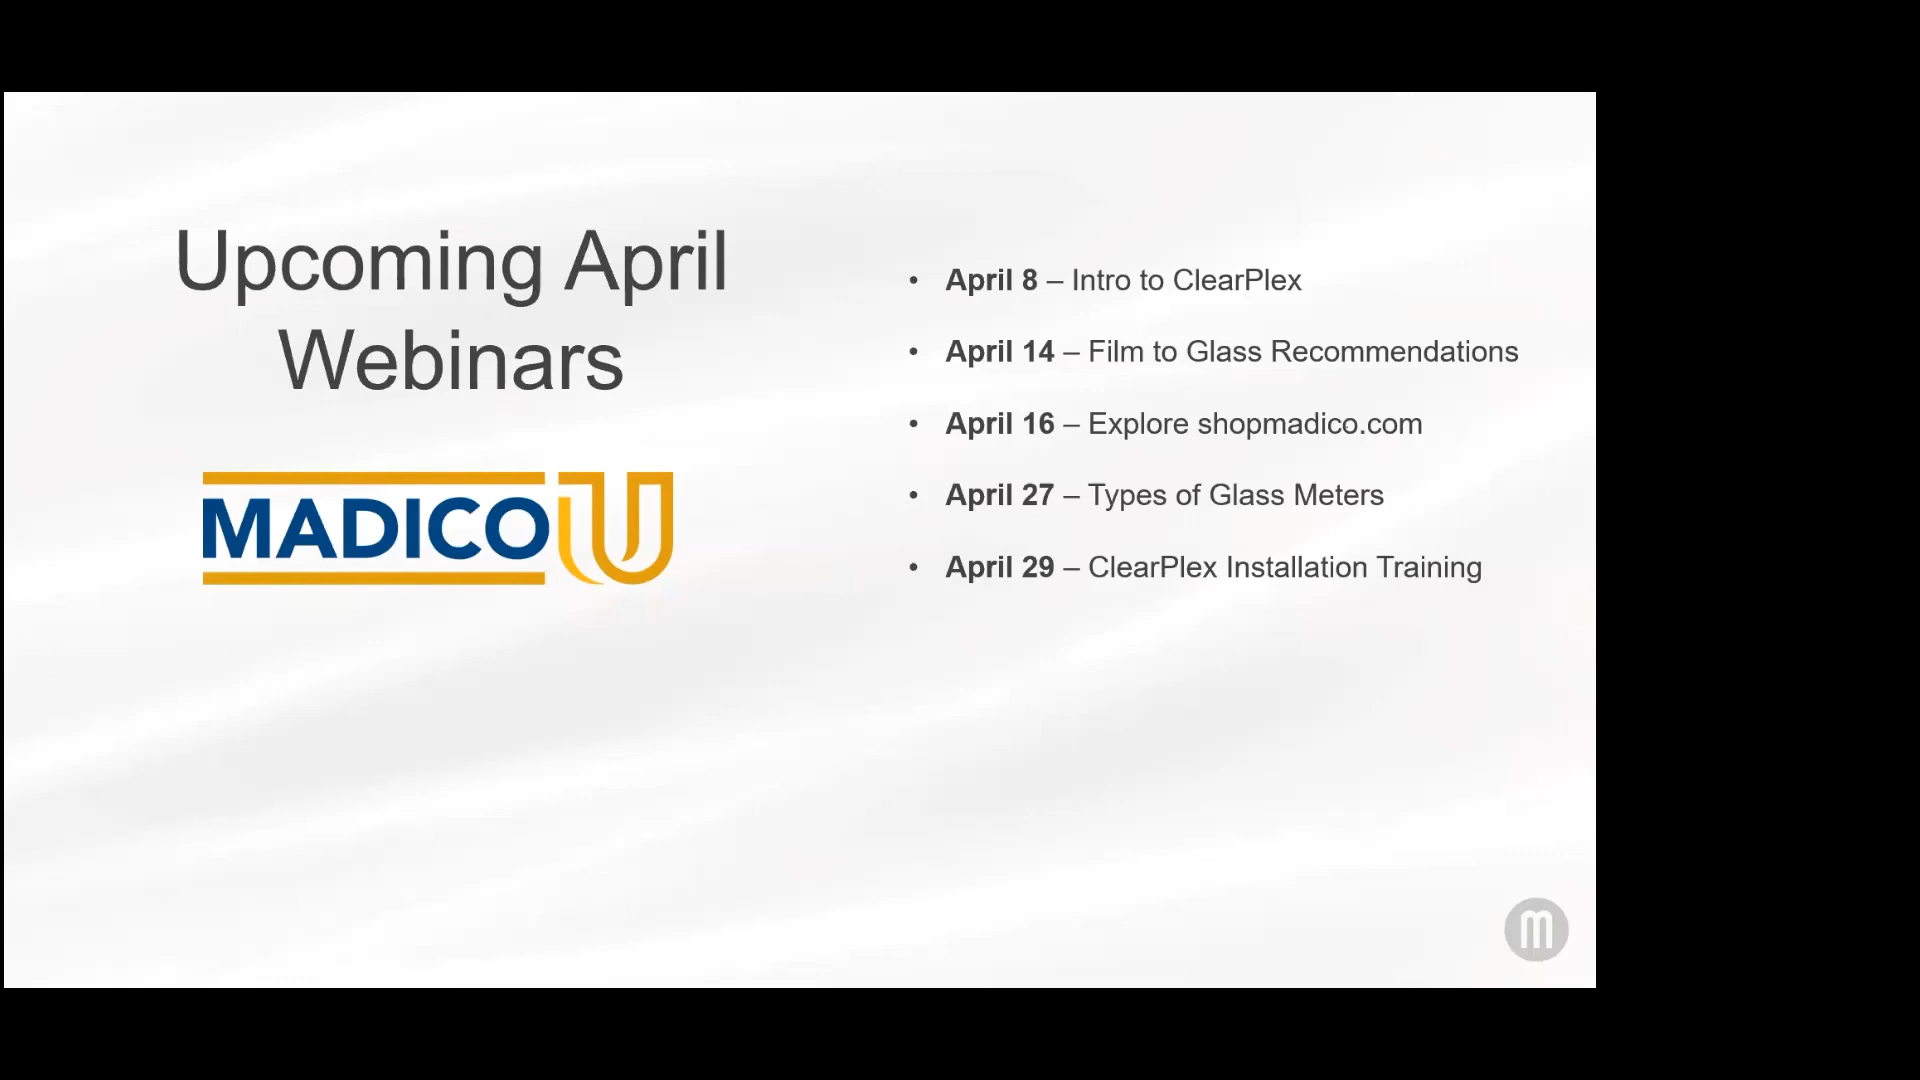 Upcoming April
Webinars
MADICO U
• April 8 – Intro to ClearPlex
• April 14 – Film to Glass Recommendations
• April 16 – Explore shopmadico.com
• April 27 – Types of Glass Meters
• April 29 – ClearPlex Installation Training
m